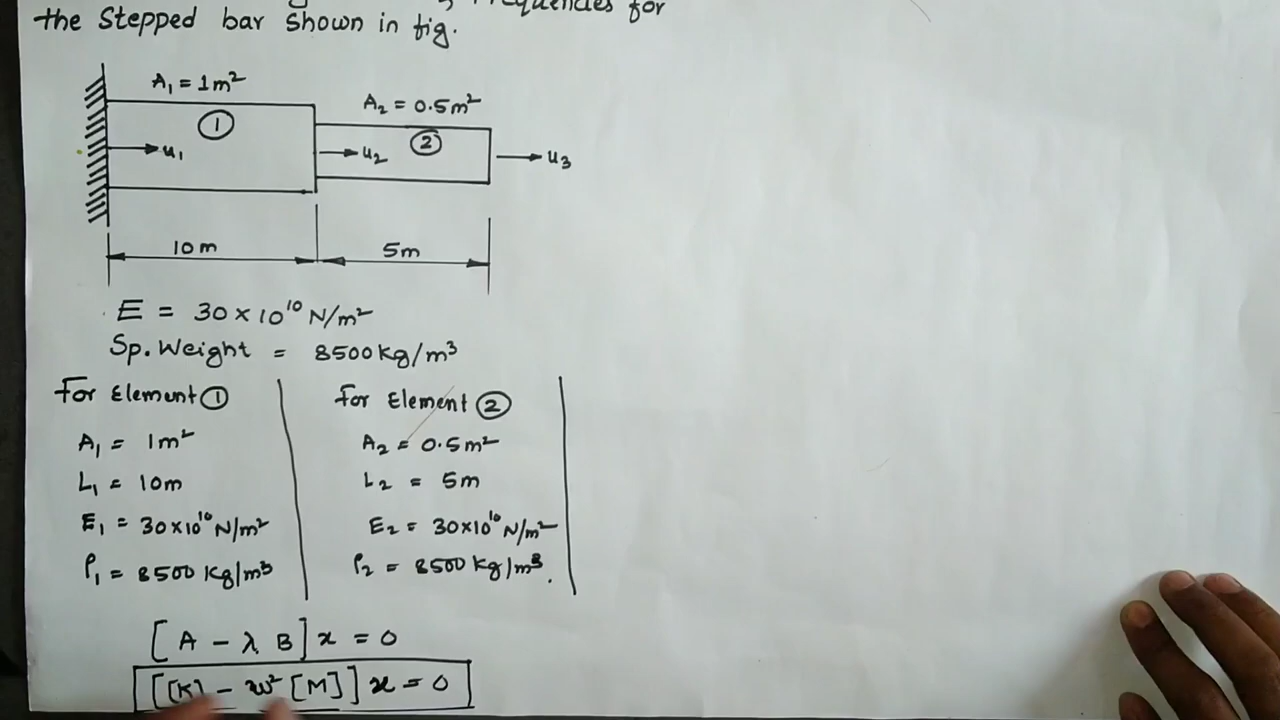 frequencies for
the Stepped bar Shown in fig.
A₁ = 1m²
A₂ = 0.5m²
①
②
u₁
u₂
u₃
10m
5m
E = 30×10¹⁰ N/m²
Sp. Weight = 8500 kg/m³
For Element ①
For Element ②
A₁ = 1m²
A₂ = 0.5m²
L₁ = 10m
L₂ = 5m
E₁ = 30×10¹⁰ N/m²
E₂ = 30×10¹⁰ N/m²
ρ₁ = 8500 kg/m³
ρ₂ = 8500 kg/m³.
[A - λ B] x = 0
[[K] - w² [M]] x = 0